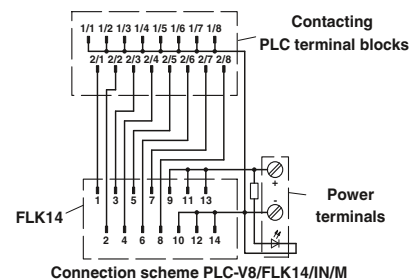 Contacting
PLC terminal blocks
1/1 1/2 1/3 1/4 1/5 1/6 1/7 1/8
2/1 2/2 2/3 2/4 2/5 2/6 2/7 2/8
1 3 5 7 9 11 13
+
-
FLK14
Power
terminals
2 4 6 8 10 12 14
Connection scheme PLC-V8/FLK14/IN/M